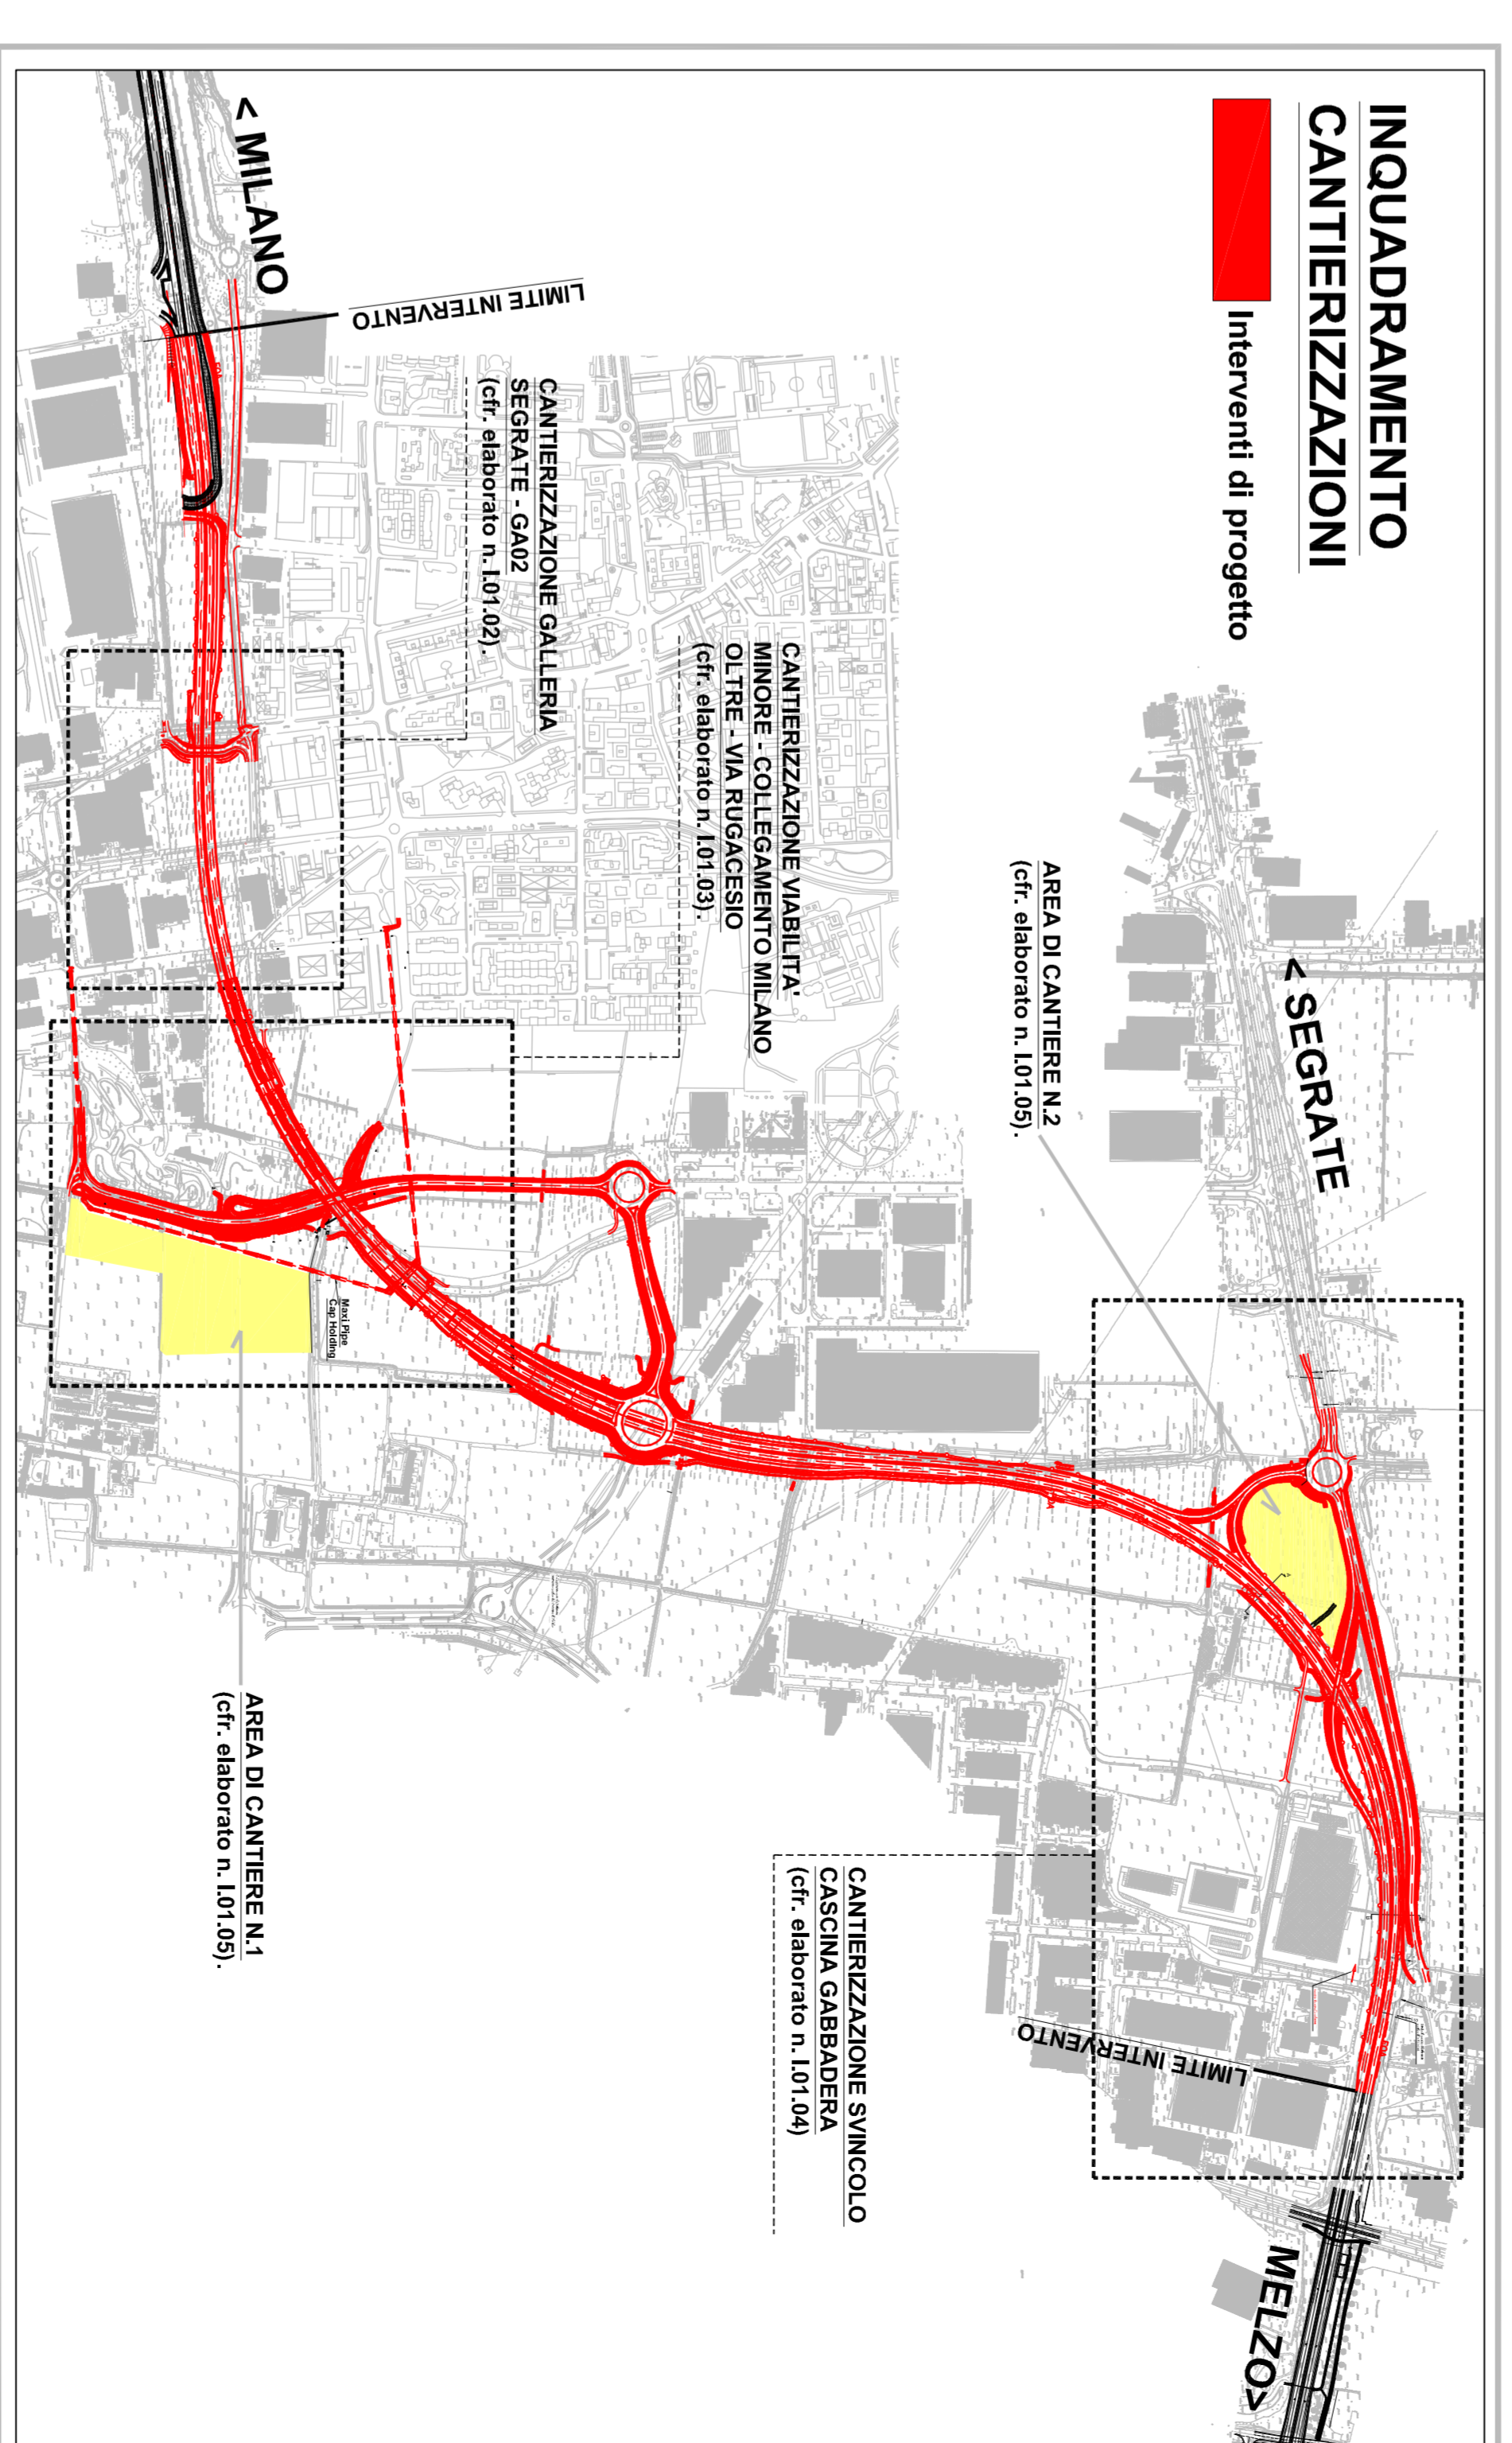 INQUADRAMENTO
CANTIERIZZAZIONI
Interventi di progetto
< MILANO
LIMITE INTERVENTO
CANTIERIZZAZIONE GALLERIA
SEGRATE - GA02
(cfr. elaborato n. I.01.02).
CANTIERIZZAZIONE VIABILITA'
MINORE - COLLEGAMENTO MILANO
OLTRE - VIA RUGACESIO
(cfr. elaborato n. I.01.03).
AREA DI CANTIERE N.2
(cfr. elaborato n. I.01.05).
< SEGRATE
Maxi Pipe
Cap Holding
AREA DI CANTIERE N.1
(cfr. elaborato n. I.01.05).
CANTIERIZZAZIONE SVINCOLO
CASCINA GABBADERA
(cfr. elaborato n. I.01.04)
LIMITE INTERVENTO
MELZO>